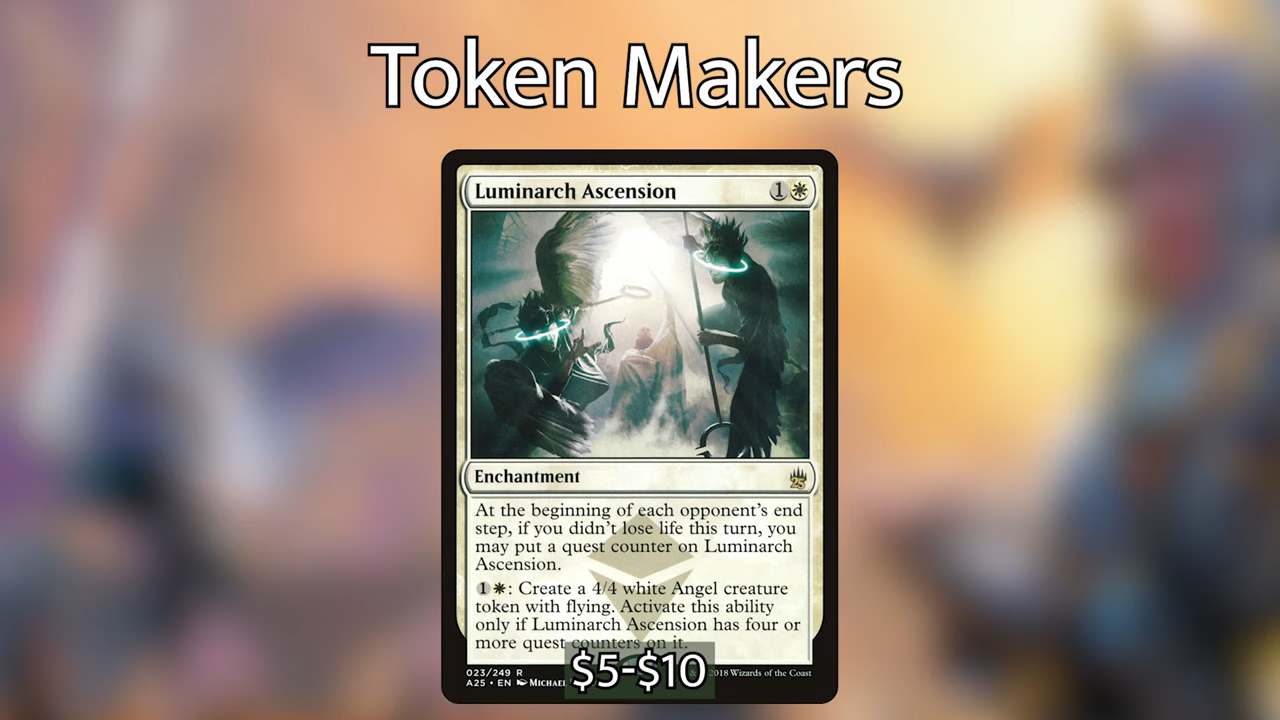 Token Makers
Luminarch Ascension 1
Enchantment
25
At the beginning of each opponent's end
step, if you didn't lose life this turn, you
may put a quest counter on Luminarch
Ascension.
1 : Create a 4/4 white Angel creature
token with flying. Activate this ability
only if Luminarch Ascension has four or
more quest counters on it.
$5-$10
023/249 R
& © 2018 Wizards of the Coast
A25 • EN Michael